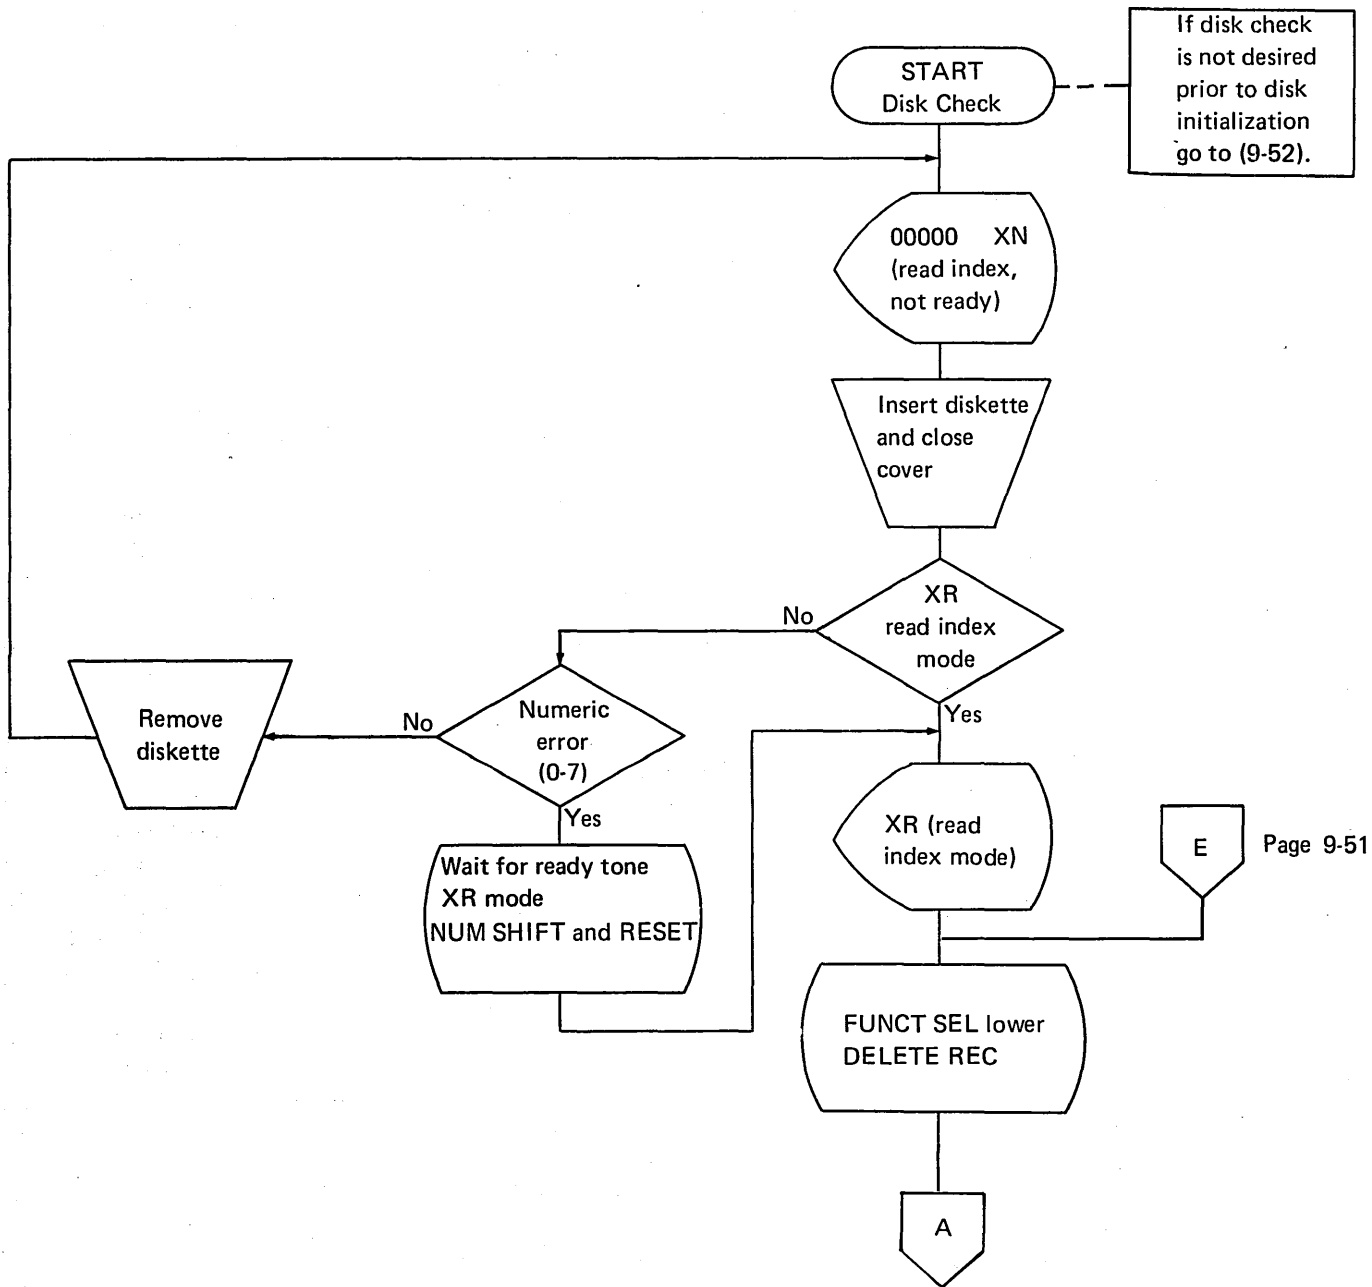 If disk check
is not desired
prior to disk
initialization
go to (9-52).
START
Disk Check
00000 XN
(read index,
not ready)
Insert diskette
and close
cover
XR
read index
mode
No
Yes
Numeric
error
(0-7)
No
Yes
Remove
diskette
Wait for ready tone
XR mode
NUM SHIFT and RESET
XR (read
index mode)
E
Page 9-51
FUNCT SEL lower
DELETE REC
A